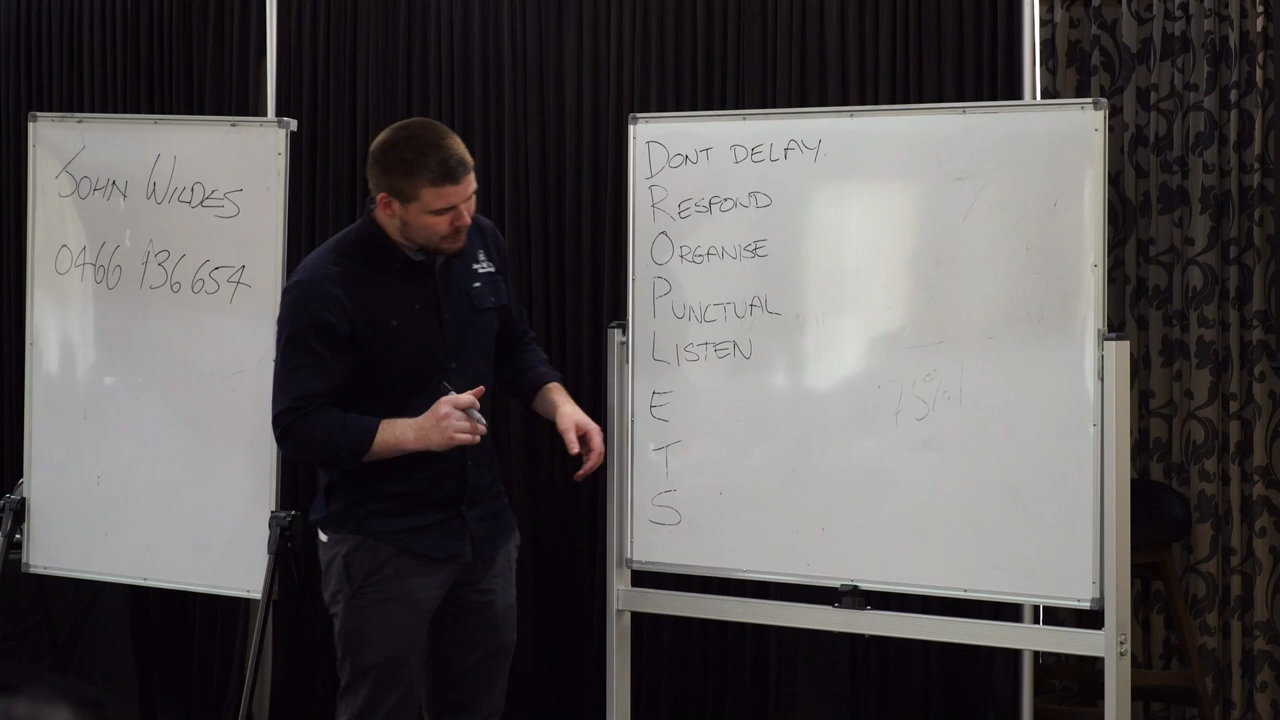 JOHN WILDES
0466 136 654
DONT DELAY.
RESPOND
ORGANISE
PUNCTUAL
LISTEN
E
T
S